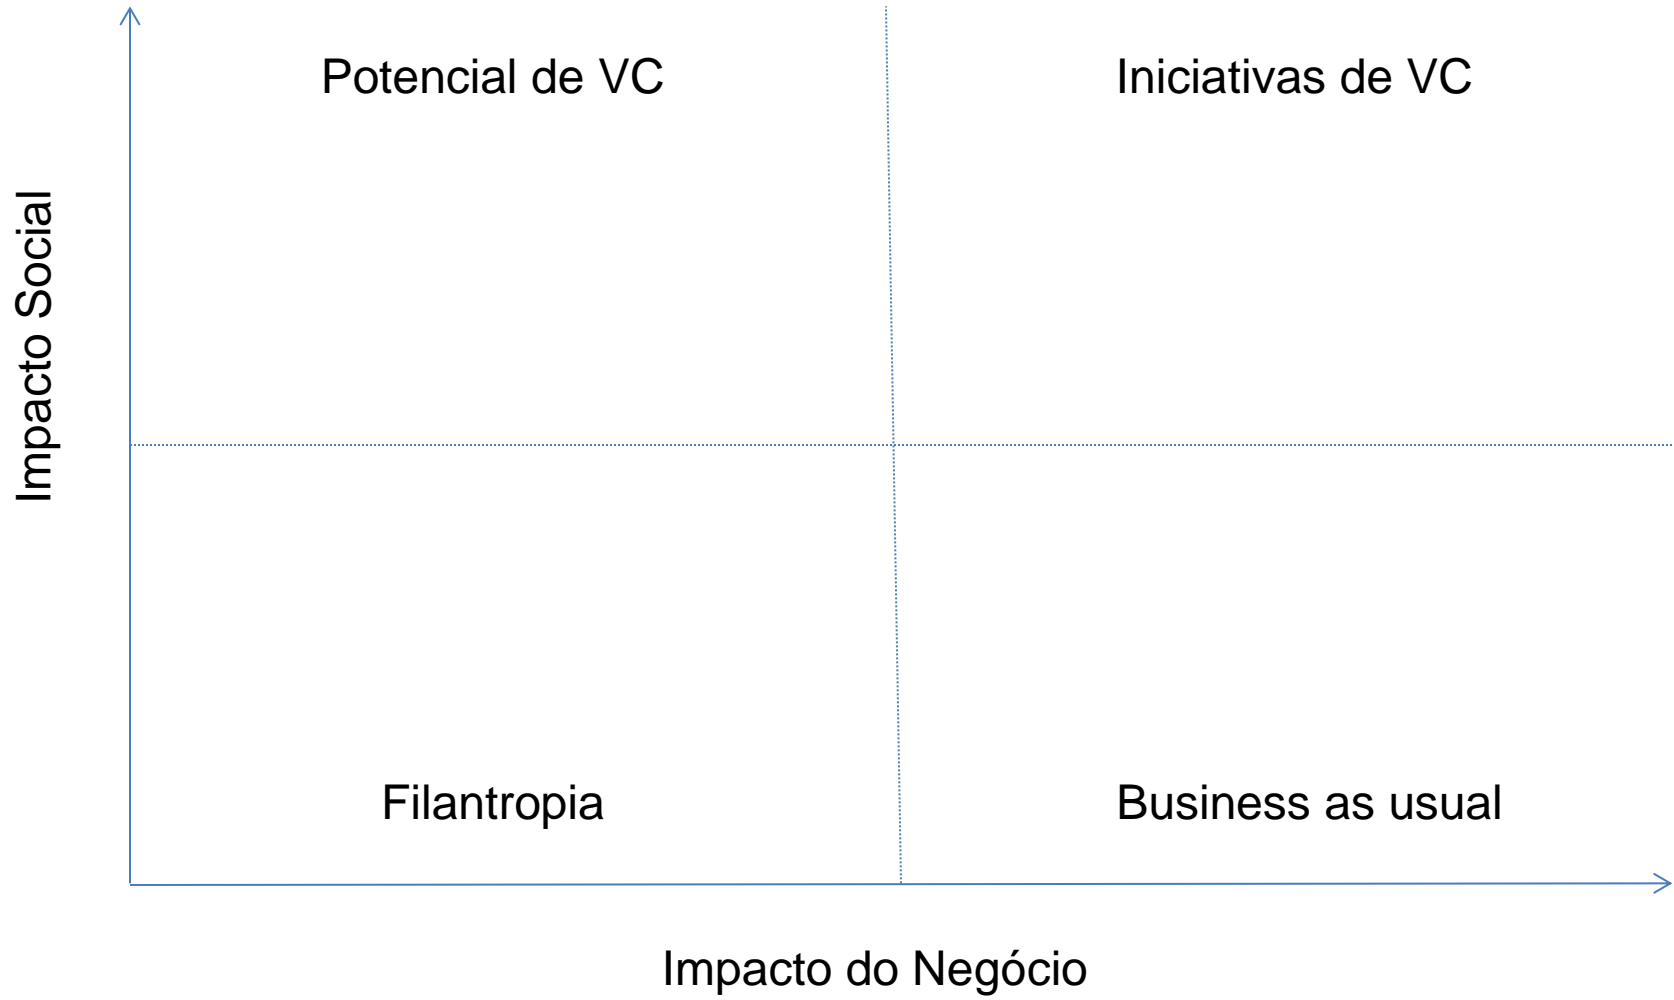 Potencial de VC
Iniciativas de VC
Impacto Social
Filantropia
Business as usual
Impacto do Negócio